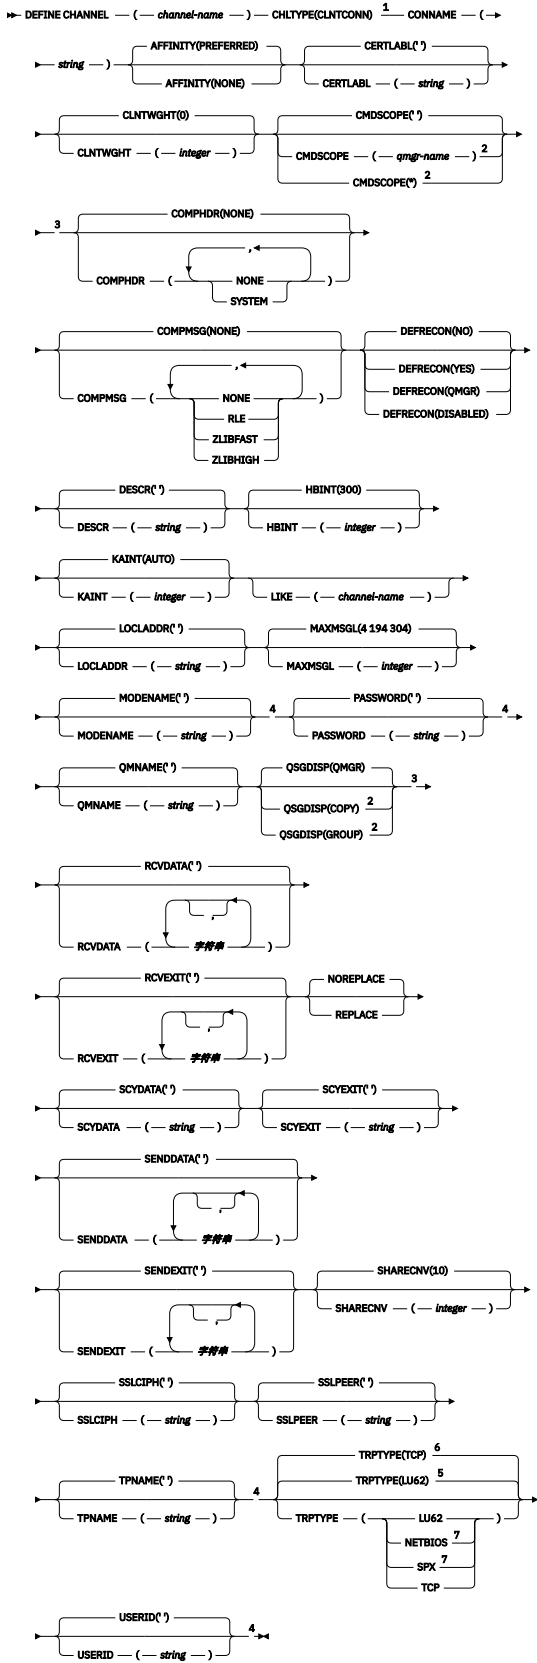 DEFINE CHANNEL ( channel-name ) CHLTYPE(CLNTCONN) 1 CONNAME (
AFFINITY(PREFERRED) CERTLABL(' ')
string )
AFFINITY(NONE) CERTLABL ( string )
CLNTWGHT(0) CMDSCOPE(' ')
CLNTWGHT ( integer ) CMDSCOPE ( qmgr-name ) 2
CMDSCOPE(*) 2
3 COMPHDR(NONE)
,
COMPHDR ( NONE )
SYSTEM
COMPMSG(NONE) DEFRECON(NO)
, DEFRECON(YES)
COMPMSG ( NONE ) DEFRECON(QMGR)
RLE DEFRECON(DISABLED)
ZLIBFAST
ZLIBHIGH
DESCR(' ') HBINT(300)
DESCR ( string ) HBINT ( integer )
KAINT(AUTO)
KAINT ( integer ) LIKE ( channel-name )
LOCLADDR(' ') MAXMSGL(4 194 304)
LOCLADDR ( string ) MAXMSGL ( integer )
MODENAME(' ') 4 PASSWORD(' ') 4
MODENAME ( string ) PASSWORD ( string )
QMNAME(' ') QSGDISP(QMGR) 3
QMNAME ( string ) QSGDISP(COPY) 2
QSGDISP(GROUP) 2
RCVDATA(' ')
,
RCVDATA ( 字符串 )
RCVEXIT(' ') NOREPLACE
, REPLACE
RCVEXIT ( 字符串 )
SCYDATA(' ') SCYEXIT(' ')
SCYDATA ( string ) SCYEXIT ( string )
SENDDATA(' ')
,
SENDDATA ( 字符串 )
SENDEXIT(' ') SHARECNV(10)
, SHARECNV ( integer )
SENDEXIT ( 字符串 )
SSLCIPH(' ') SSLPEER(' ')
SSLCIPH ( string ) SSLPEER ( string )
TRPTYPE(TCP) 6
TPNAME(' ') 4 TRPTYPE(LU62) 5
TPNAME ( string ) TRPTYPE ( LU62 )
NETBIOS 7
SPX 7
TCP
USERID(' ') 4
USERID ( string )